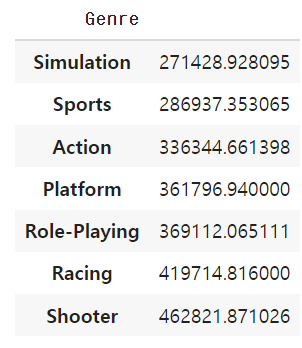 Genre
Simulation 271428.928095
Sports 286937.353065
Action 336344.661398
Platform 361796.940000
Role-Playing 369112.065111
Racing 419714.816000
Shooter 462821.871026